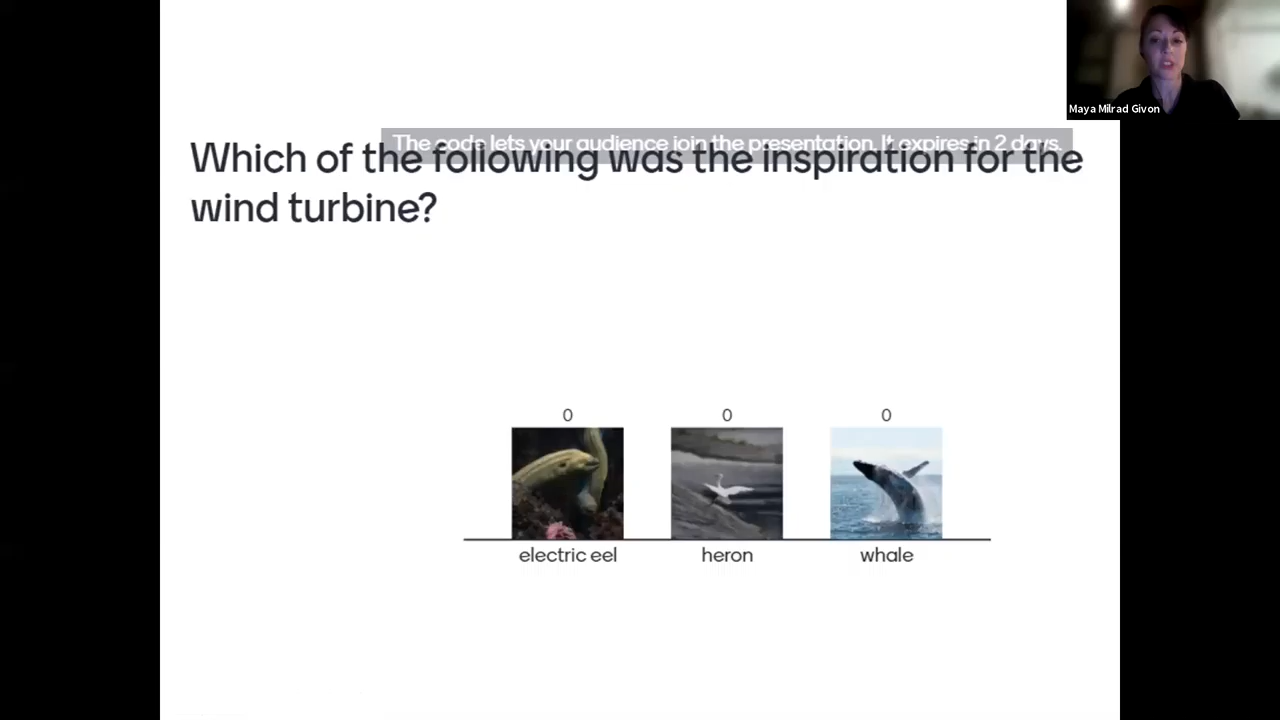 Maya Milrad Givon
The code lets your audience join the presentation. It expires in 2 days.
Which of the following was the inspiration for the
wind turbine?
0
0
0
electric eel
heron
whale